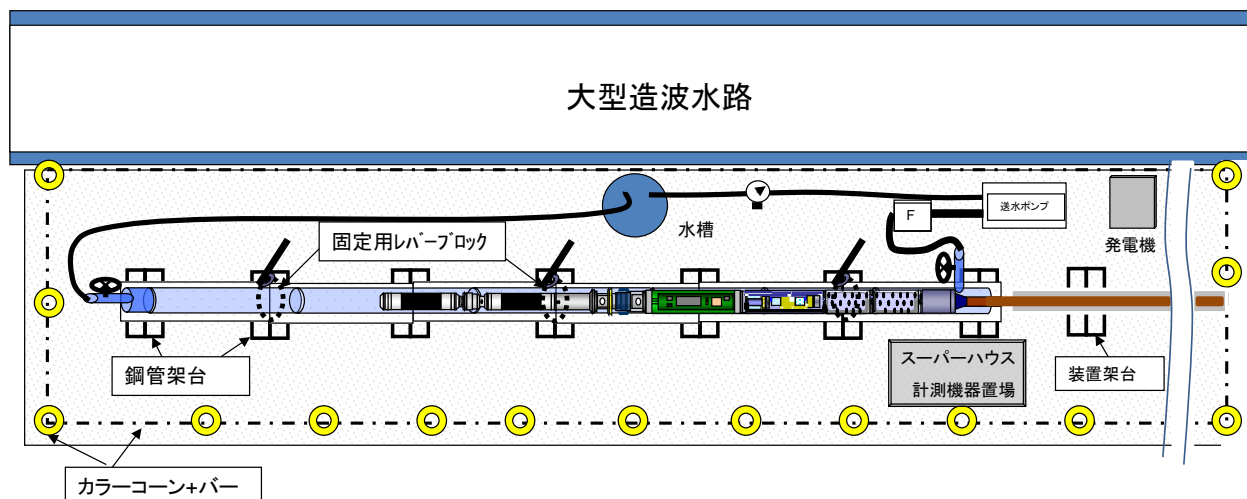 大型造波水路
水槽
F
送水ポンプ
発電機
固定用レバーブロック
鋼管架台
スーパーハウス
計測機器置場
装置架台
カラーコーン+バー